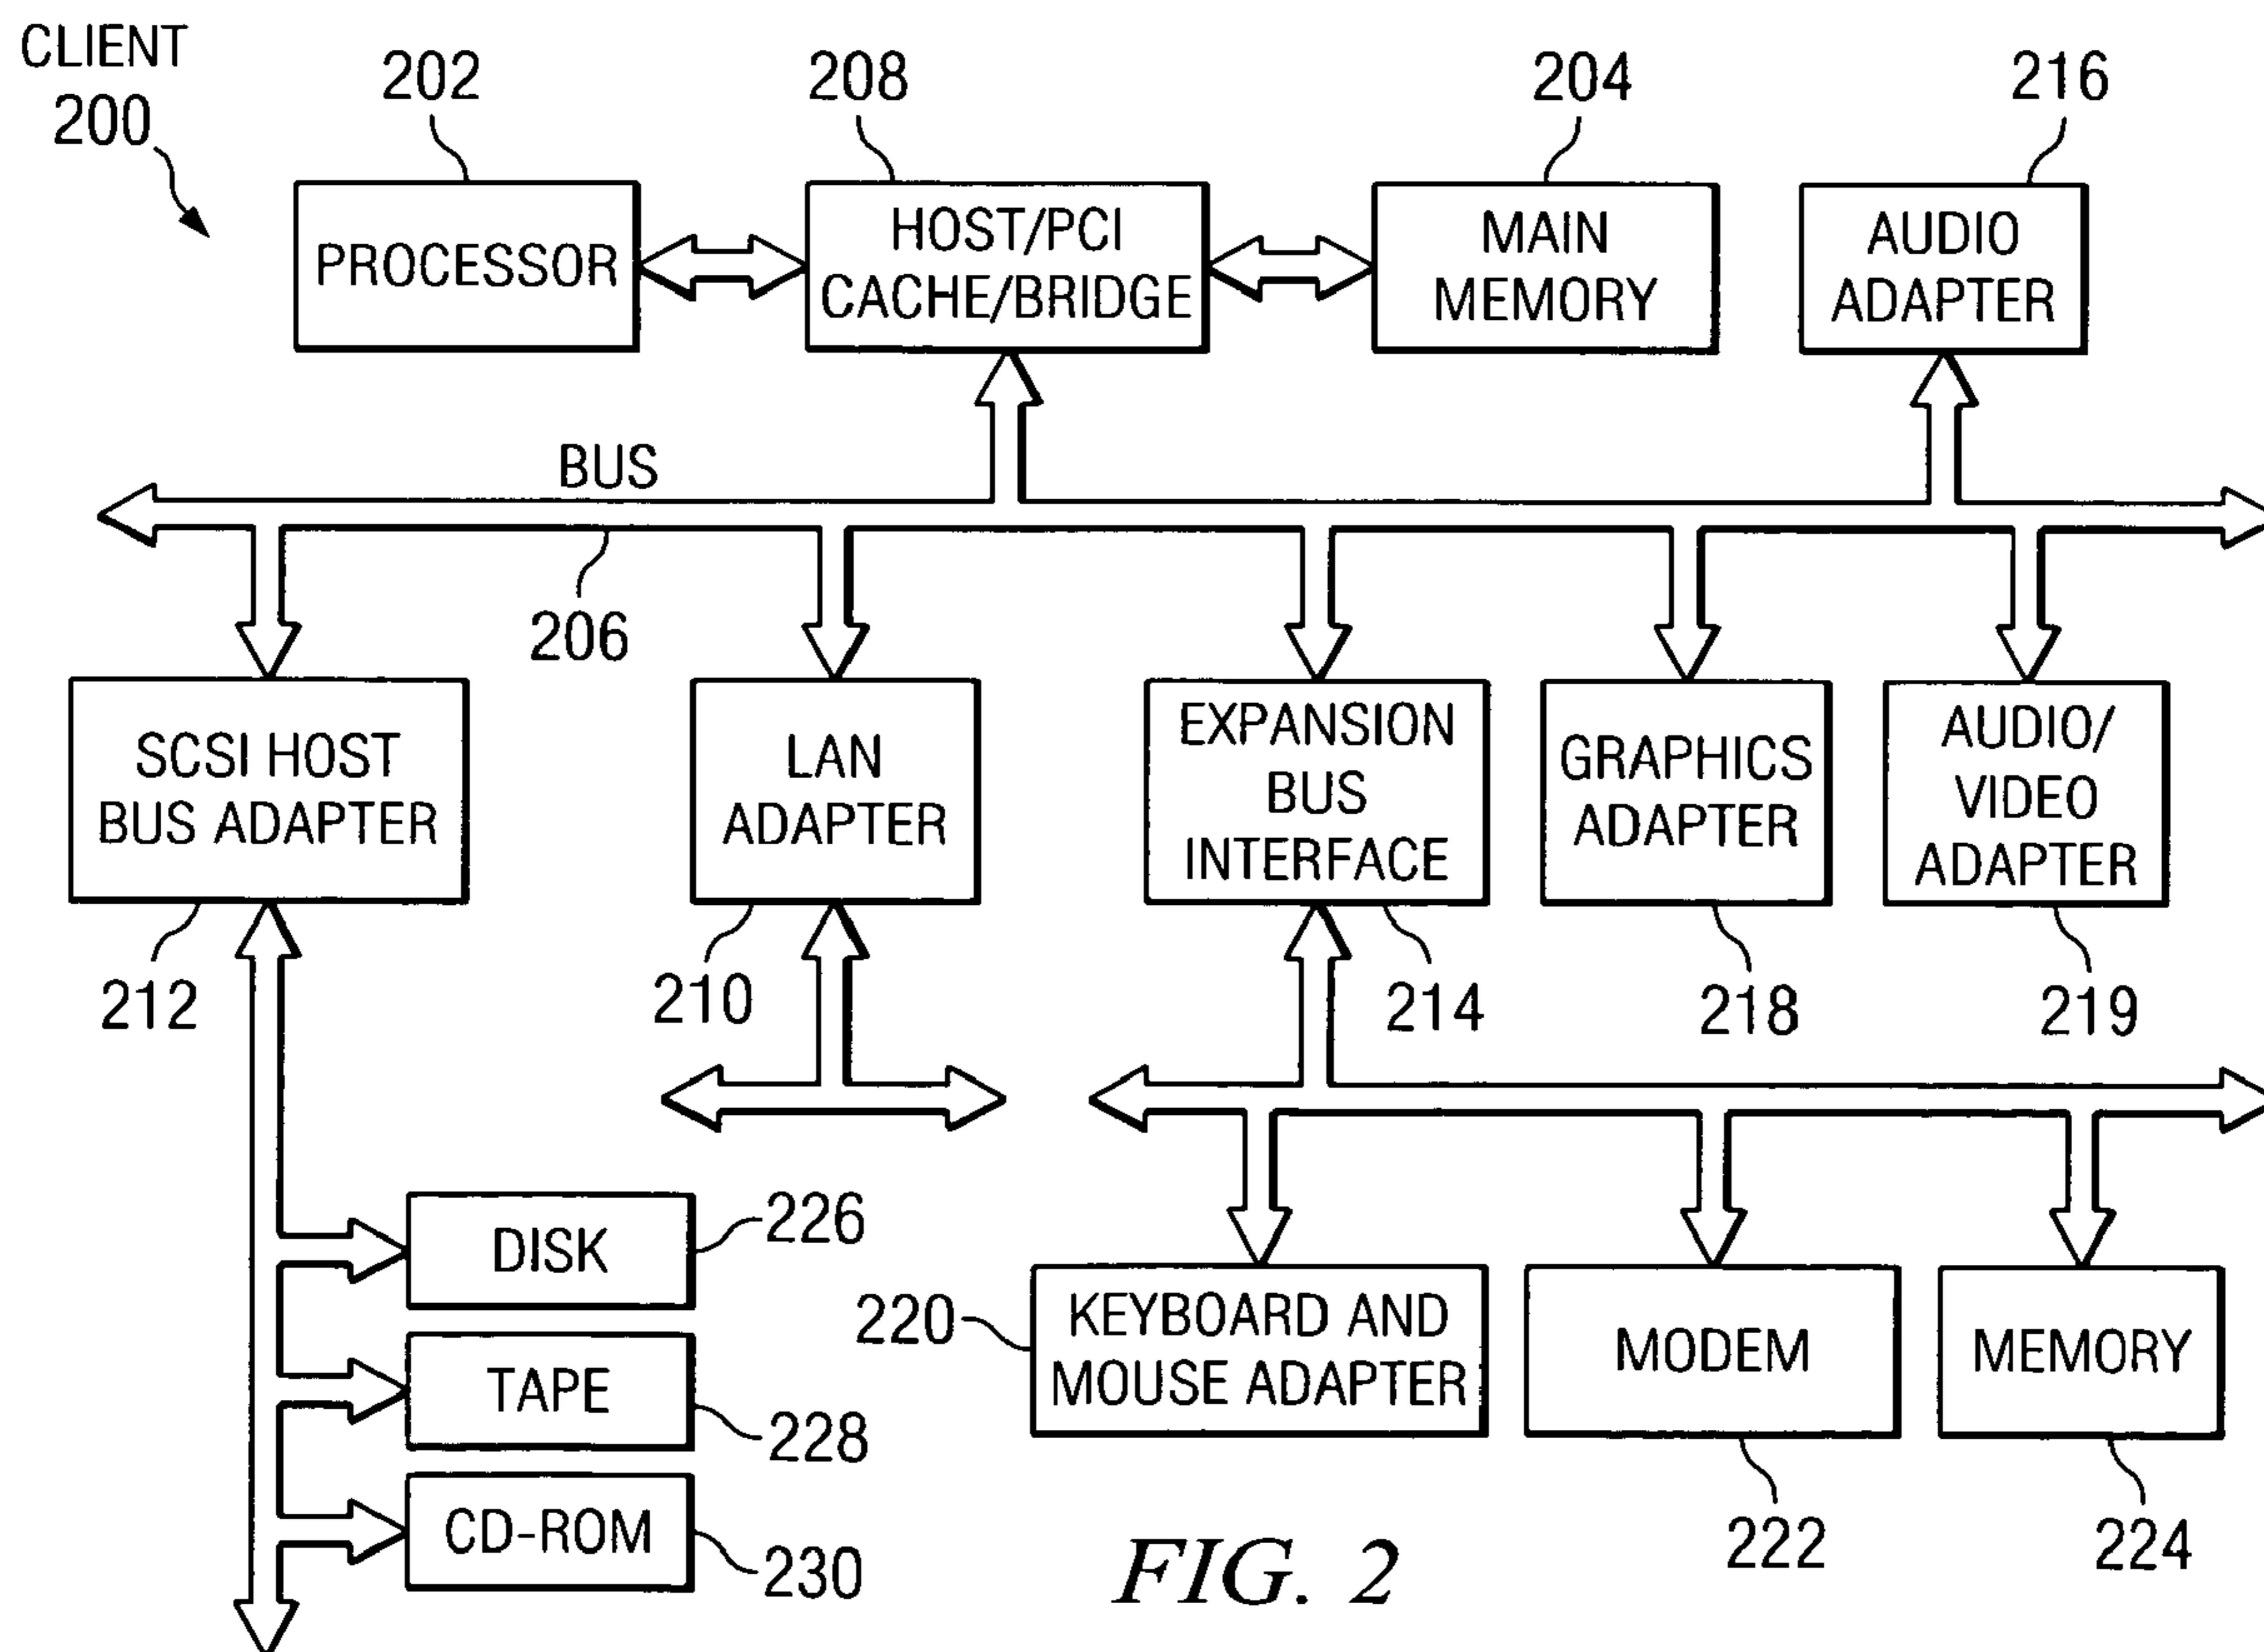 CLIENT
200
202
208
204
216
PROCESSOR
HOST/PCI
CACHE/BRIDGE
MAIN
MEMORY
AUDIO
ADAPTER
BUS
206
SCSI HOST
BUS ADAPTER
LAN
ADAPTER
EXPANSION
BUS
INTERFACE
GRAPHICS
ADAPTER
AUDIO/
VIDEO
ADAPTER
212
210
214
218
219
DISK
226
TAPE
228
CD-ROM
230
220
KEYBOARD AND
MOUSE ADAPTER
MODEM
MEMORY
222
224
FIG. 2